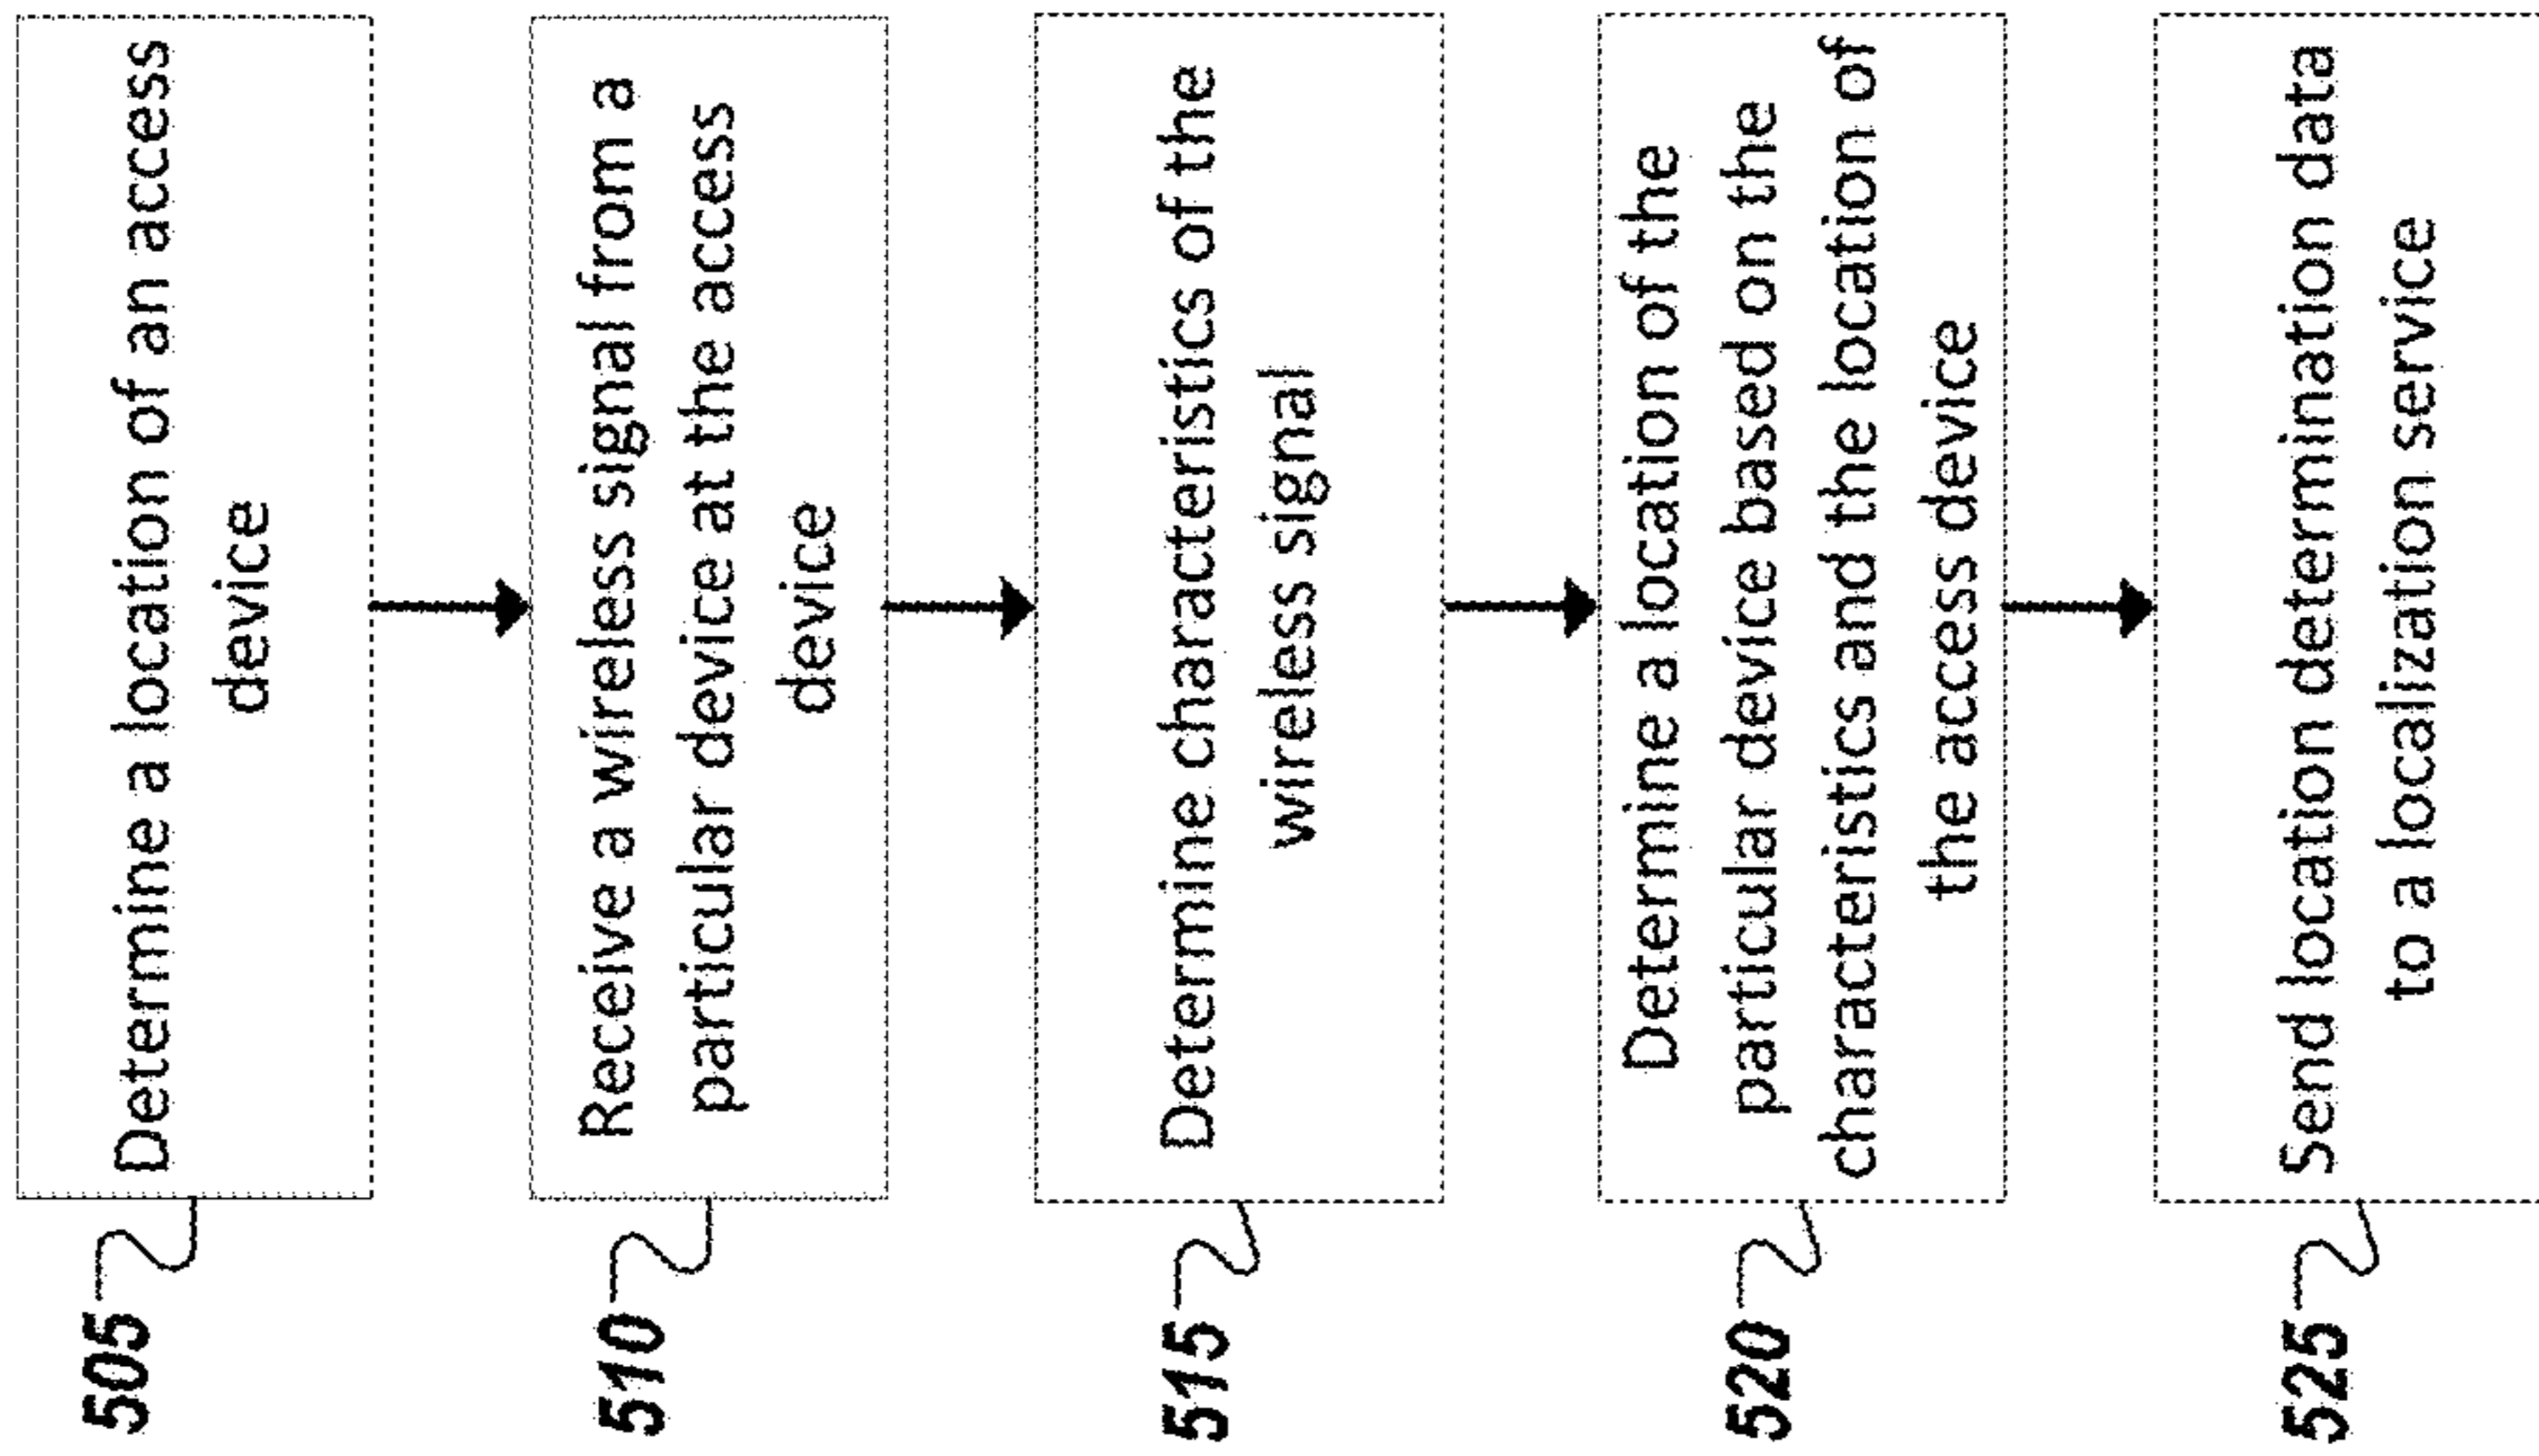 505
Determine a location of an access
device
510
Receive a wireless signal from a
particular device at the access
device
515
Determine characteristics of the
wireless signal
520
Determine a location of the
particular device based on the
characteristics and the location of
the access device
525
Send location determination data
to a localization service